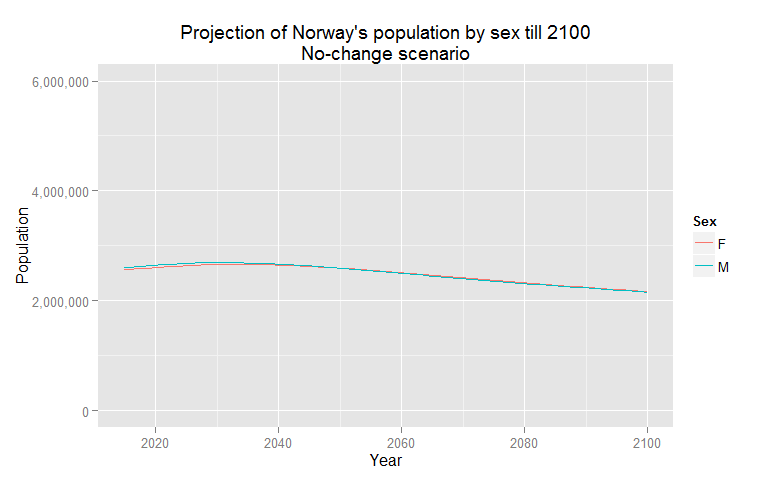 Projection of Norway's population by sex till 2100
No-change scenario
6,000,000
4,000,000
2,000,000
0
Population
2020 2040 2060 2080 2100
Year
Sex
F
M